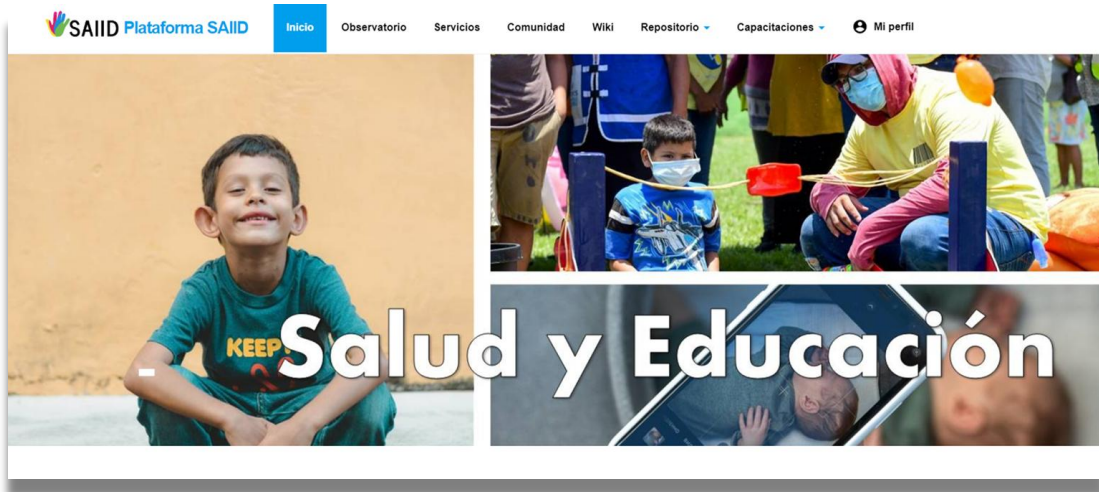 SAIID Plataforma SAIID Inicio Observatorio Servicios Comunidad Wiki Repositorio Capacitaciones Mi perfil
KEEP
- Salud y Educación